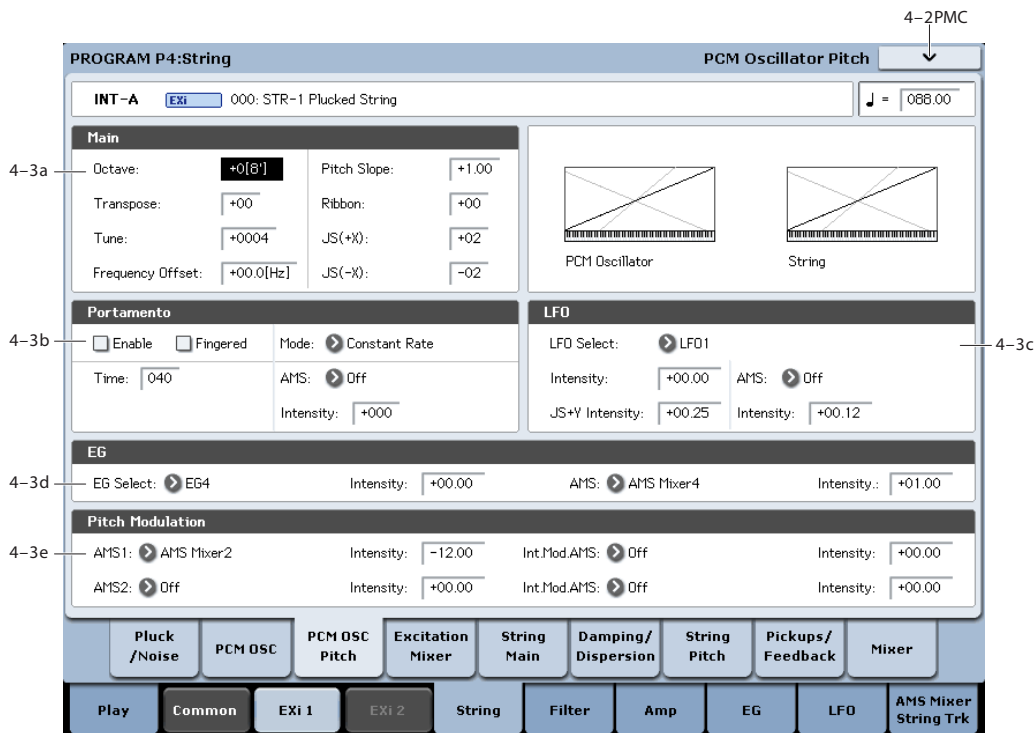 4–2PMC
PROGRAM P4:String PCM Oscillator Pitch
INT-A EXi 000: STR-1 Plucked String ♩ = 088.00
Main
4–3a
Octave: +0[8'] Pitch Slope: +1.00
Transpose: +00 Ribbon: +00
Tune: +0004 JS(+X): +02
Frequency Offset: +00.0[Hz] JS(-X): -02
PCM Oscillator String
Portamento
4–3b
Enable Fingered Mode: Constant Rate
Time: 040 AMS: Off
Intensity: +000
LFO
LFO Select: LFO1
4–3c
Intensity: +00.00 AMS: Off
JS+Y Intensity: +00.25 Intensity: +00.12
EG
4–3d
EG Select: EG4 Intensity: +00.00 AMS: AMS Mixer4 Intensity.: +01.00
Pitch Modulation
4–3e
AMS1: AMS Mixer2 Intensity: -12.00 Int.Mod.AMS: Off Intensity: +00.00
AMS2: Off Intensity: +00.00 Int.Mod.AMS: Off Intensity: +00.00
Pluck
/Noise
PCM OSC
PCM OSC
Pitch
Excitation
Mixer
String
Main
Damping/
Dispersion
String
Pitch
Pickups/
Feedback
Mixer
Play Common EXi 1 EXi 2 String Filter Amp EG LFO
AMS Mixer
String Trk